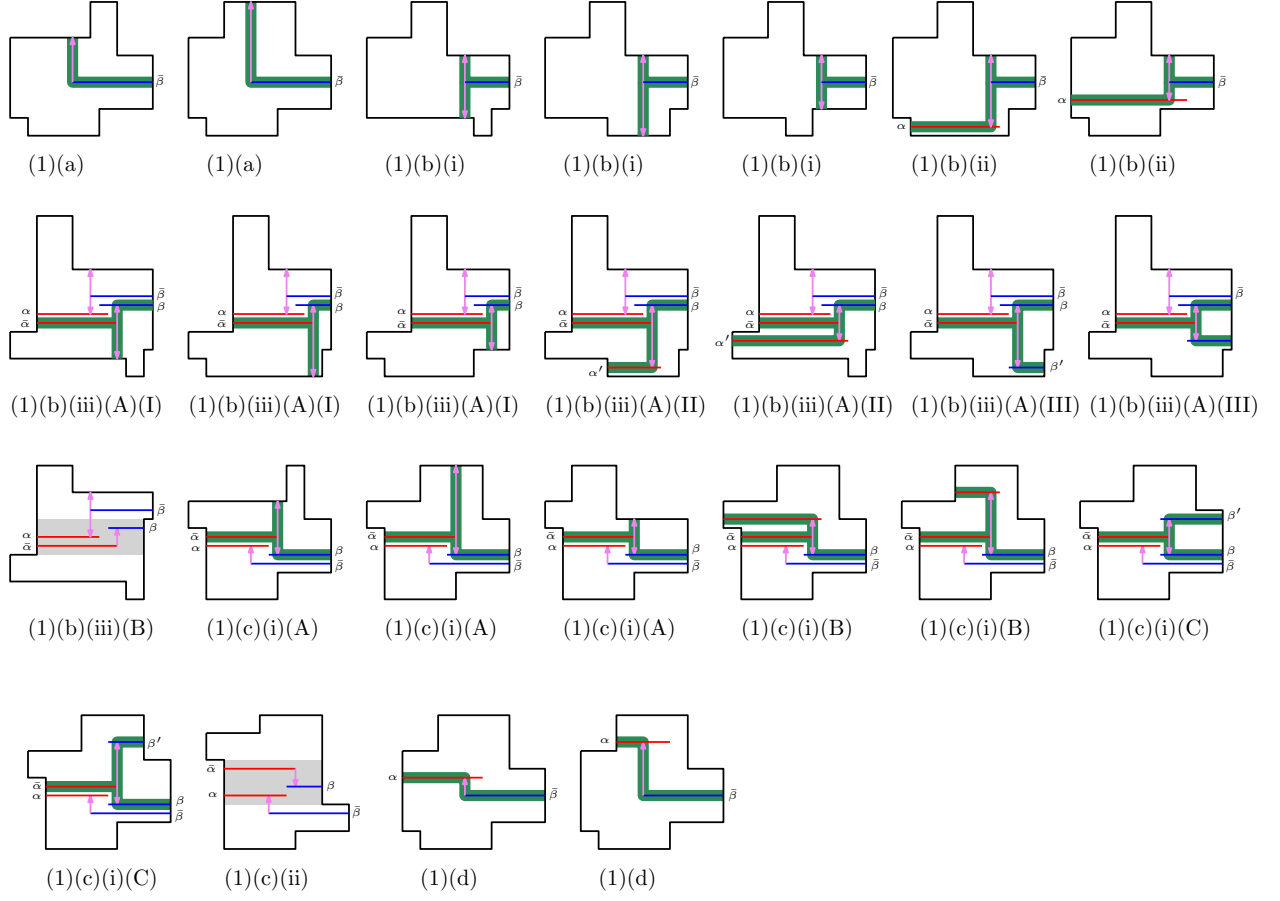 β̄ β̄ β̄ β̄ β̄ β̄ β̄
α α
(1)(a) (1)(a) (1)(b)(i) (1)(b)(i) (1)(b)(i) (1)(b)(ii) (1)(b)(ii)
β̄ β̄ β̄ β̄ β̄ β̄ β̄
α β α β α β α β α β α β α
ᾱ ᾱ ᾱ ᾱ ᾱ ᾱ ᾱ
α′ α′ β′
(1)(b)(iii)(A)(I) (1)(b)(iii)(A)(I) (1)(b)(iii)(A)(I) (1)(b)(iii)(A)(II) (1)(b)(iii)(A)(II) (1)(b)(iii)(A)(III) (1)(b)(iii)(A)(III)
β̄ β′
α β ᾱ ᾱ ᾱ ᾱ ᾱ ᾱ
ᾱ α β α β α β α β α β α β
β̄ β̄ β̄ β̄ β̄ β̄
(1)(b)(iii)(B) (1)(c)(i)(A) (1)(c)(i)(A) (1)(c)(i)(A) (1)(c)(i)(B) (1)(c)(i)(B) (1)(c)(i)(C)
β′ α
ᾱ ᾱ β α
α β α β̄ β̄
β̄ β̄
(1)(c)(i)(C) (1)(c)(ii) (1)(d) (1)(d)